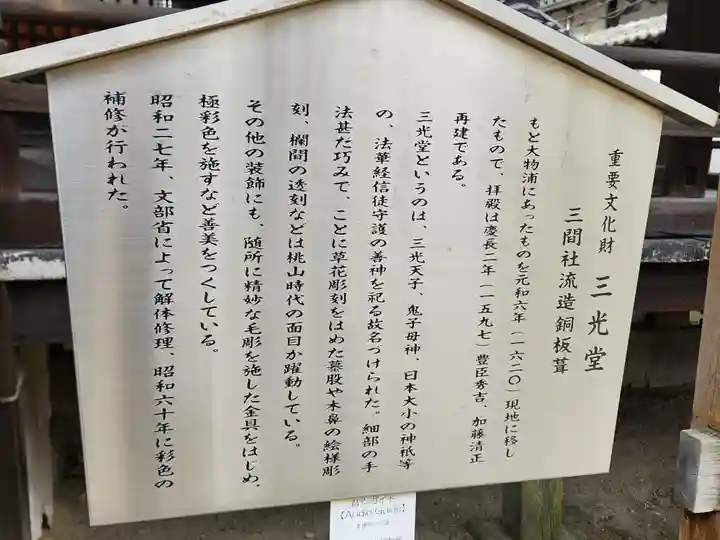 重要文化財 三光堂
三間社流造銅板葺
もと大物浦にあったものを元和六年(一六二〇)現地に移し
たもので、拝殿は慶長二年(一五九七)豊臣秀吉、加藤清正
再建である。
三光堂というのは、三光天子、鬼子母神、日本大小の神祇等
の、法華経信徒守護の善神を祀る故名づけられた。細部の手
法甚だ巧みで、ことに草花彫刻をはめた蟇股や木鼻の絵様彫
刻、欄間の透刻などは桃山時代の面目が躍動している。
その他の装飾にも、随所に精妙な毛彫を施した金具をはじめ、
極彩色を施すなど善美をつくしている。
昭和二七年、文部省によって解体修理、昭和六十年に彩色の
補修が行われた。
音声ガイド
【Audio Guide】